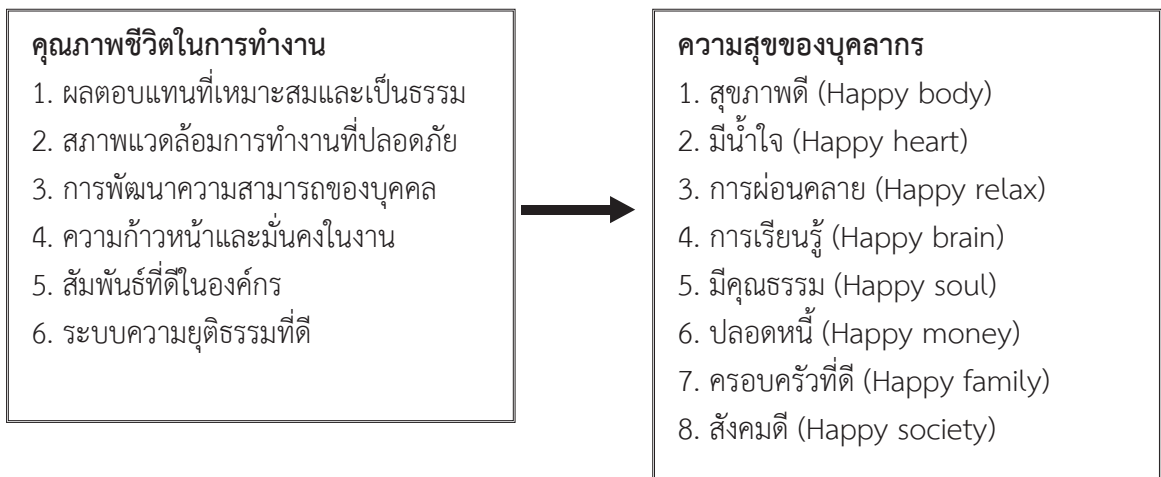 คุณภาพชีวิตในการทำงาน
1. ผลตอบแทนที่เหมาะสมและเป็นธรรม
2. สภาพแวดล้อมการทำงานที่ปลอดภัย
3. การพัฒนาความสามารถของบุคคล
4. ความก้าวหน้าและมั่นคงในงาน
5. สัมพันธ์ที่ดีในองค์กร
6. ระบบความยุติธรรมที่ดี
ความสุขของบุคลากร
1. สุขภาพดี (Happy body)
2. มีน้ำใจ (Happy heart)
3. การผ่อนคลาย (Happy relax)
4. การเรียนรู้ (Happy brain)
5. มีคุณธรรม (Happy soul)
6. ปลอดหนี้ (Happy money)
7. ครอบครัวที่ดี (Happy family)
8. สังคมดี (Happy society)